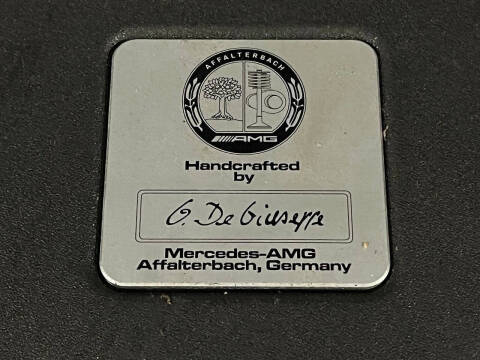 AFFALTERBACH
AMG
Handcrafted
by
G. De Giuseppe
Mercedes-AMG
Affalterbach, Germany